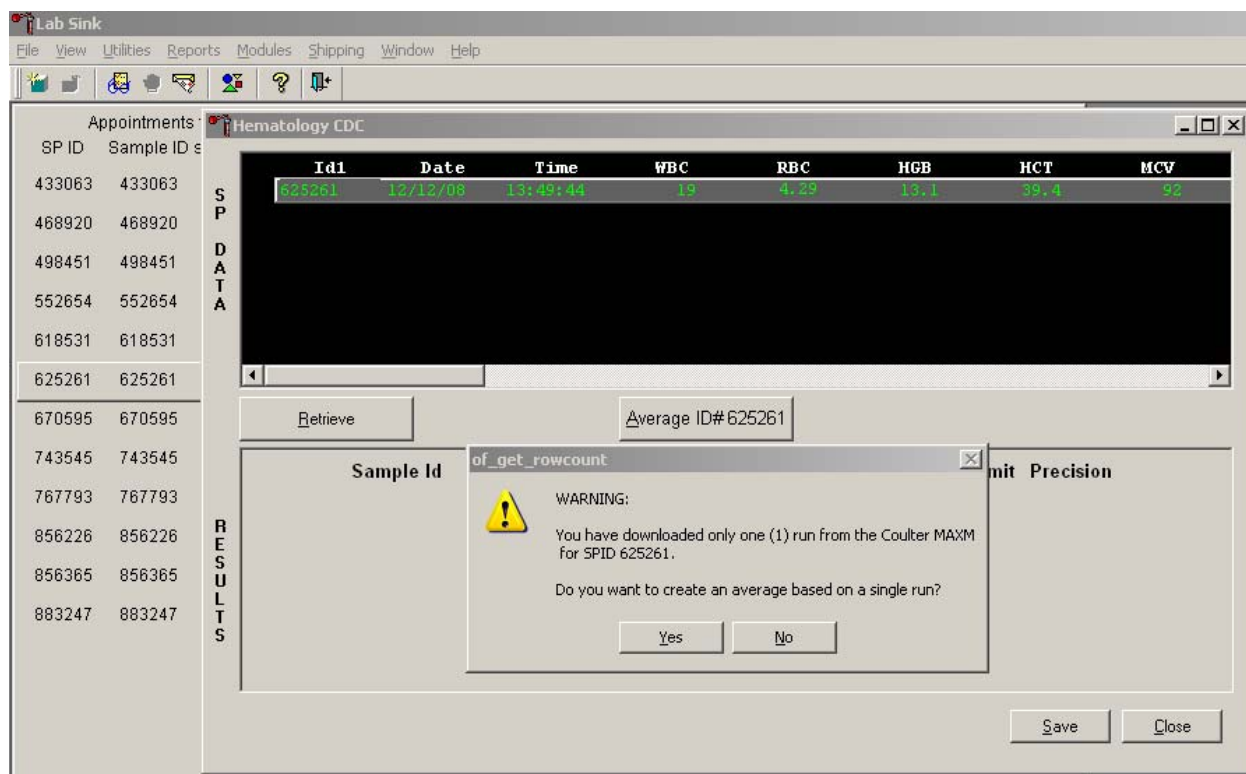 Lab Sink
File View Utilities Reports Modules Shipping Window Help
Appointments
SP ID Sample ID s
433063 433063
468920 468920
498451 498451
552654 552654
618531 618531
625261 625261
670595 670595
743545 743545
767793 767793
856226 856226
856365 856365
883247 883247
Hematology CDC
SP DATA
Id1 Date Time WBC RBC HGB HCT MCV
625261 12/12/08 13:49:44 19 4.29 13.1 39.4 92
Retrieve Average ID# 625261
RESULTS
Sample Id mit Precision
of_get_rowcount
WARNING:
You have downloaded only one (1) run from the Coulter MAXM
for SPID 625261.
Do you want to create an average based on a single run?
Yes No
Save Close